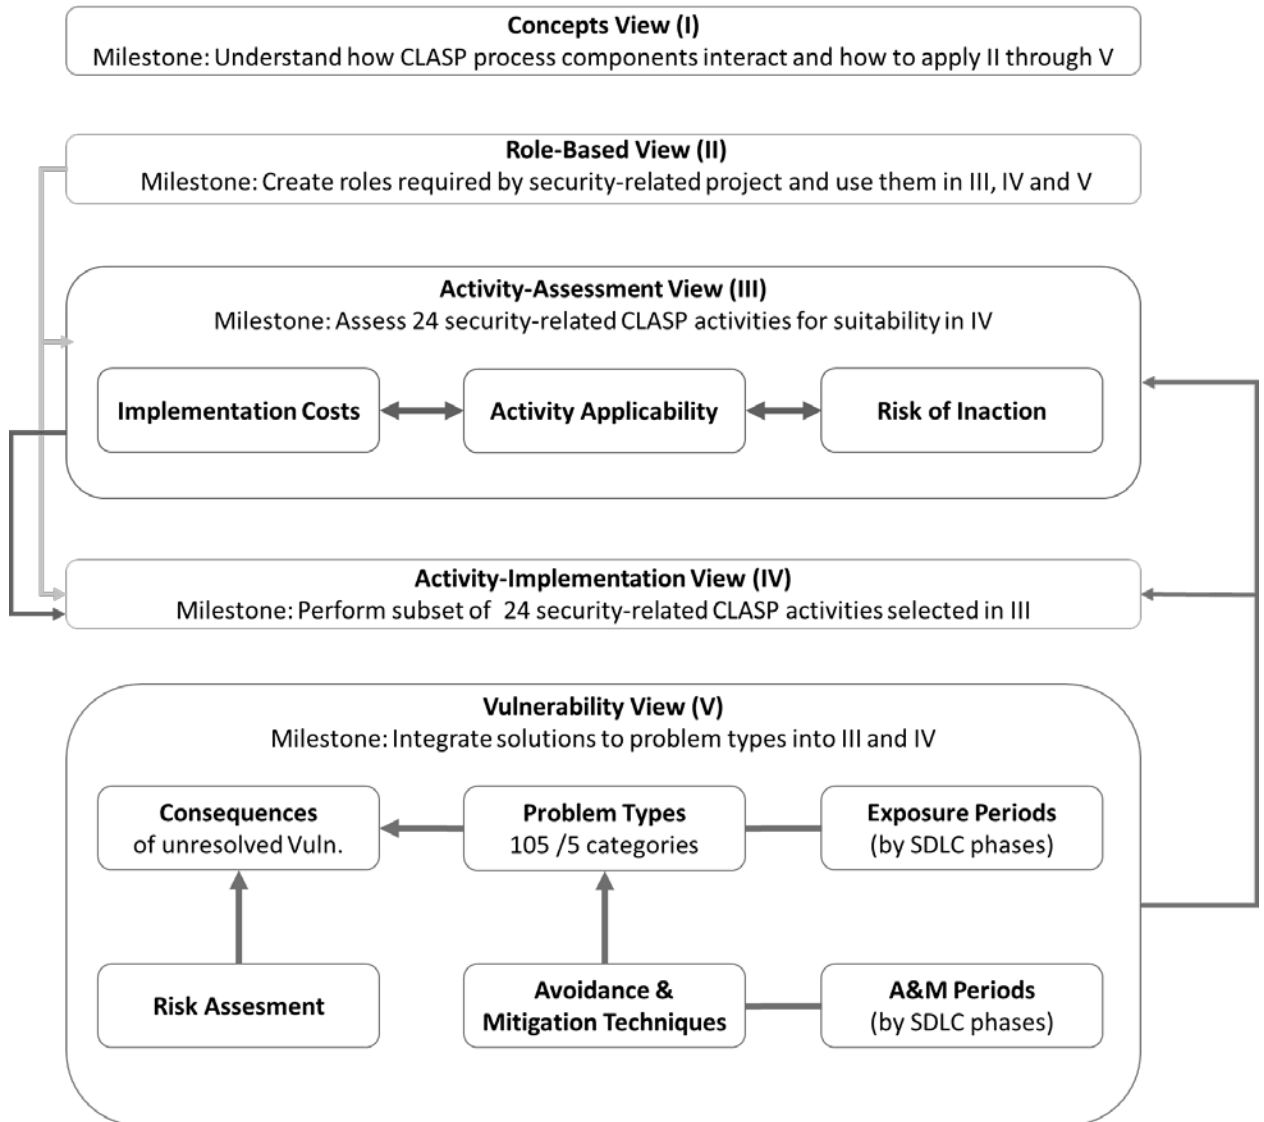 Concepts View (I)
Milestone: Understand how CLASP process components interact and how to apply II through V
Role-Based View (II)
Milestone: Create roles required by security-related project and use them in III, IV and V
Activity-Assessment View (III)
Milestone: Assess 24 security-related CLASP activities for suitability in IV
Implementation Costs
Activity Applicability
Risk of Inaction
Activity-Implementation View (IV)
Milestone: Perform subset of 24 security-related CLASP activities selected in III
Vulnerability View (V)
Milestone: Integrate solutions to problem types into III and IV
Consequences
of unresolved Vuln.
Problem Types
105 /5 categories
Exposure Periods
(by SDLC phases)
Risk Assesment
Avoidance &
Mitigation Techniques
A&M Periods
(by SDLC phases)